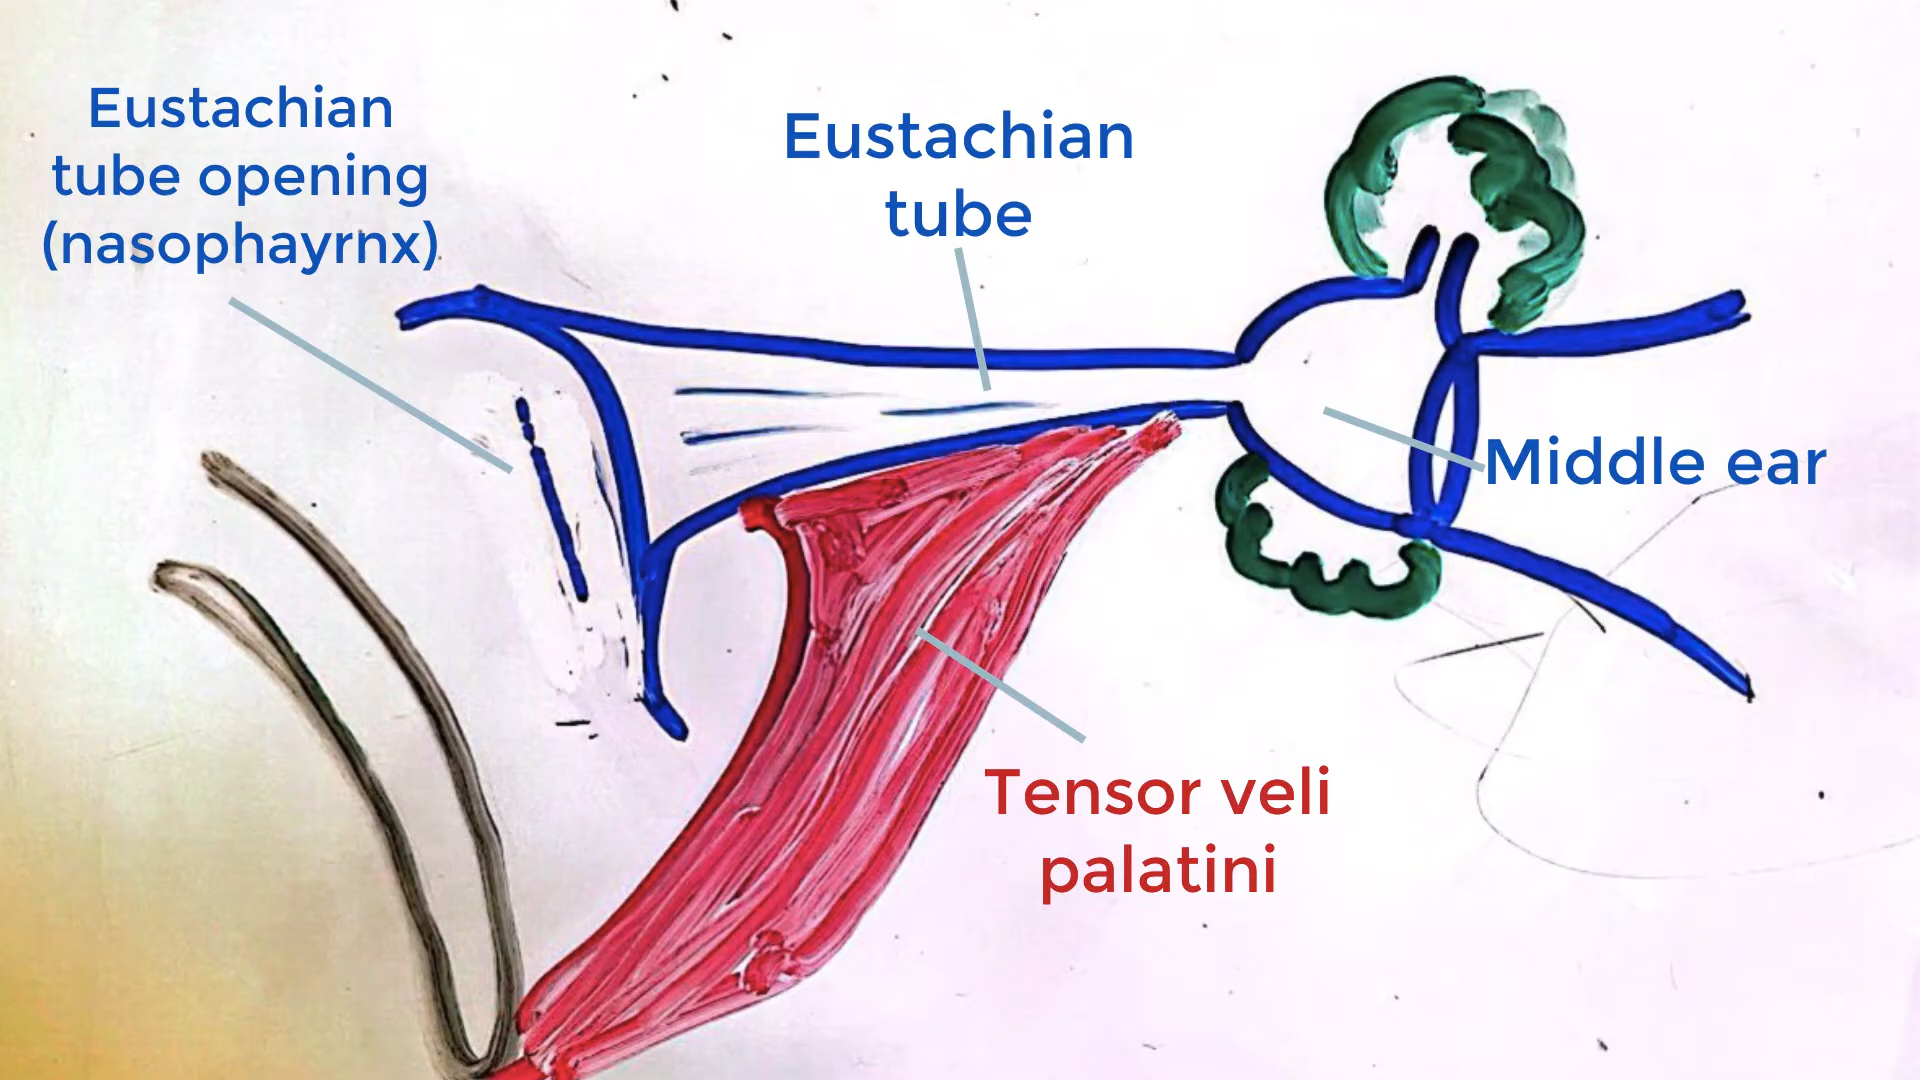 Eustachian
tube opening
(nasophayrnx)
Eustachian
tube
Middle ear
Tensor veli
palatini